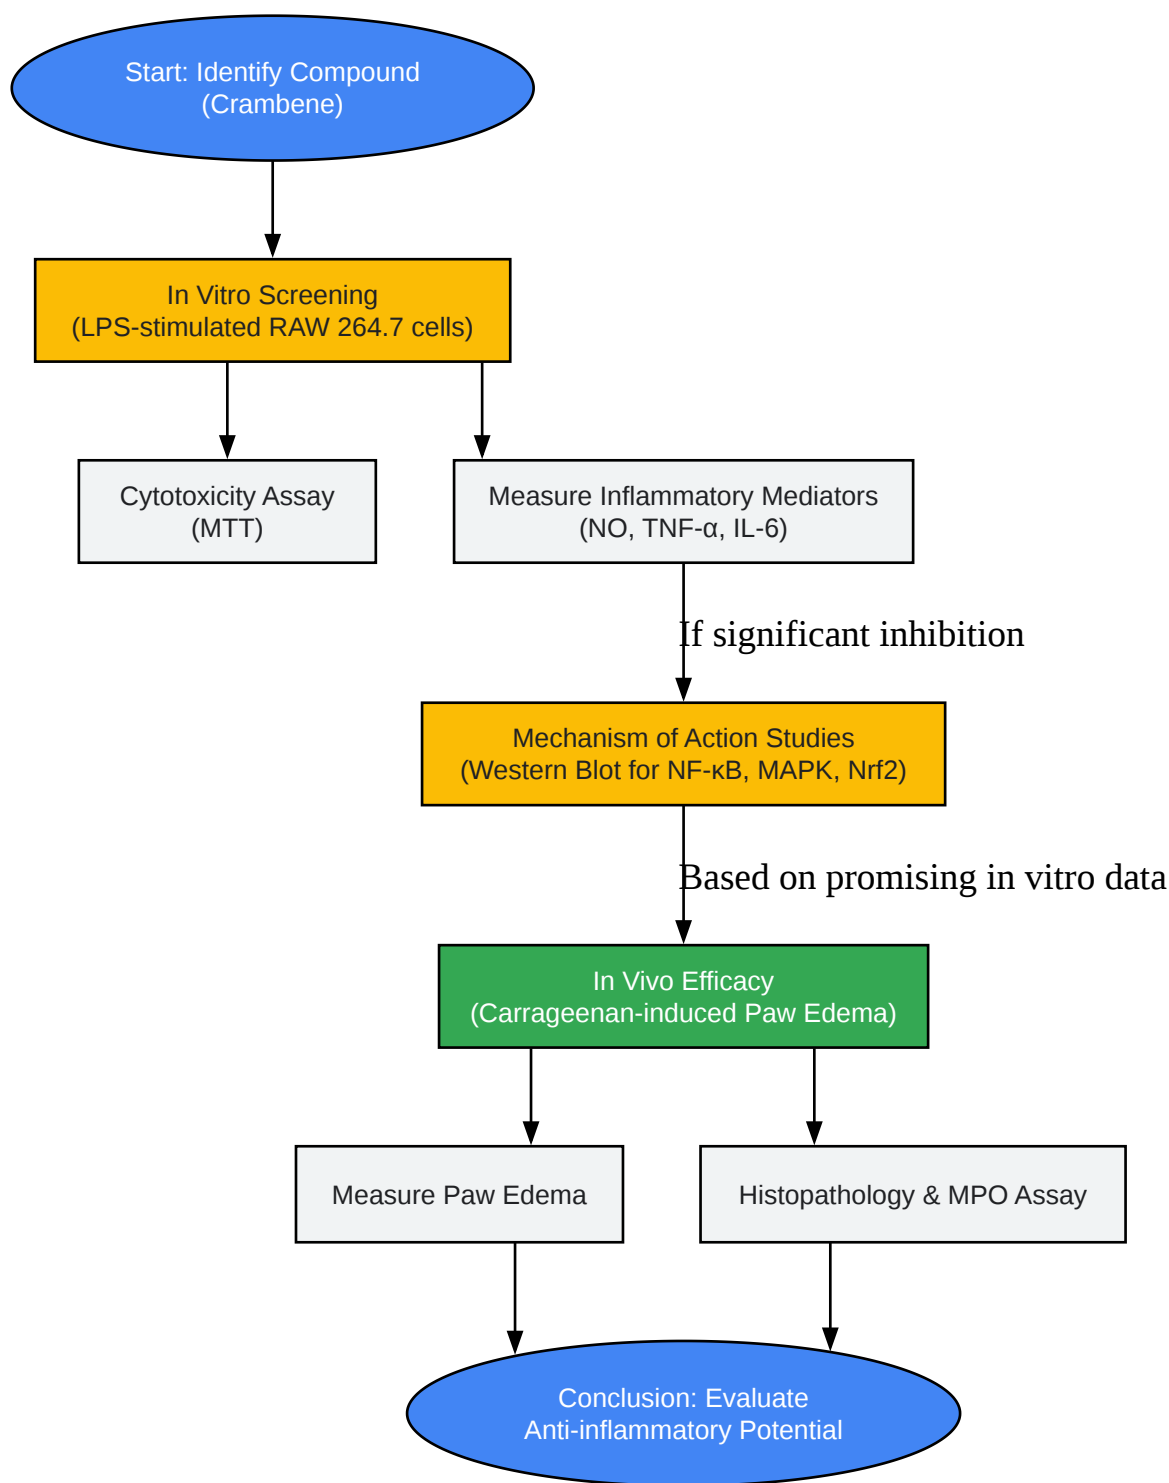 Start: Identify Compound
(Crambene)
In Vitro Screening
(LPS-stimulated RAW 264.7 cells)
Cytotoxicity Assay
(MTT)
Measure Inflammatory Mediators
(NO, TNF-α, IL-6)
If significant inhibition
Mechanism of Action Studies
(Western Blot for NF-κB, MAPK, Nrf2)
Based on promising in vitro data
In Vivo Efficacy
(Carrageenan-induced Paw Edema)
Measure Paw Edema
Histopathology & MPO Assay
Conclusion: Evaluate
Anti-inflammatory Potential